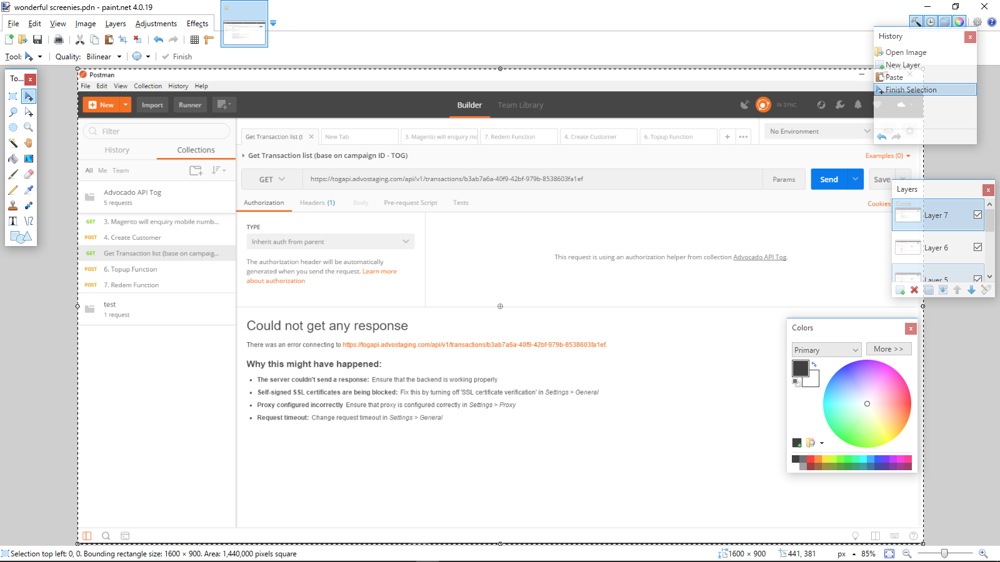 wonderful screenies.pdn - paint.net 4.0.19
File Edit View Image Layers Adjustments Effects
Tool: Quality: Bilinear Finish
To... x
History x
Open Image
New Layer
Paste
Finish Selection
Postman
File Edit View Collection History Help
New Import Runner Builder Team Library IN SYNC
Filter
History Collections
All Me Team
Advocado API Tog
5 requests
GET 3. Magento will enquiry mobile numb...
POST 4. Create Customer
GET Get Transaction list (base on campaig...
POST 6. Topup Function
POST 7. Redem Function
test
1 request
Get Transaction list (t New Tab 3. Magento will enquiry mo 7. Redem Function 4. Create Customer 6. Topup Function + ••• No Environment
Get Transaction list (base on campaign ID - TOG) Examples (0)
GET https://togapi.advostaging.com/api/v1/transactions/b3ab7a6a-40f9-42bf-979b-8538603fa1ef Params Send Save
Authorization Headers (1) Body Pre-request Script Tests Cookies Code
TYPE
Inherit auth from parent
The authorization header will be automatically
generated when you send the request. Learn more
about authorization
This request is using an authorization helper from collection Advocado API Tog.
Could not get any response
There was an error connecting to https://togapi.advostaging.com/api/v1/transactions/b3ab7a6a-40f9-42bf-979b-8538603fa1ef.
Why this might have happened:
• The server couldn't send a response: Ensure that the backend is working properly
• Self-signed SSL certificates are being blocked: Fix this by turning off 'SSL certificate verification' in Settings > General
• Proxy configured incorrectly Ensure that proxy is configured correctly in Settings > Proxy
• Request timeout: Change request timeout in Settings > General
Layers x
Layer 7
Layer 6
Layer 5
Colors x
Primary More >>
Selection top left: 0, 0. Bounding rectangle size: 1600 × 900. Area: 1,440,000 pixels square 1600 × 900 441, 381 px 85%